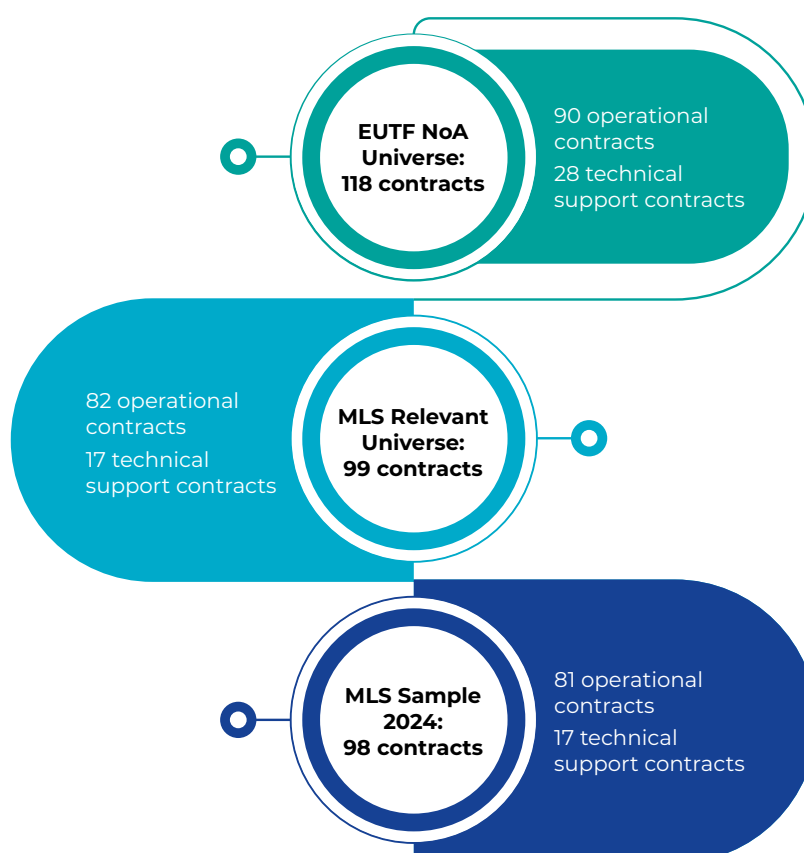 EUTF NoA
Universe:
118 contracts
90 operational
contracts
28 technical
support contracts
82 operational
contracts
17 technical
support contracts
MLS Relevant
Universe:
99 contracts
MLS Sample
2024:
98 contracts
81 operational
contracts
17 technical
support contracts